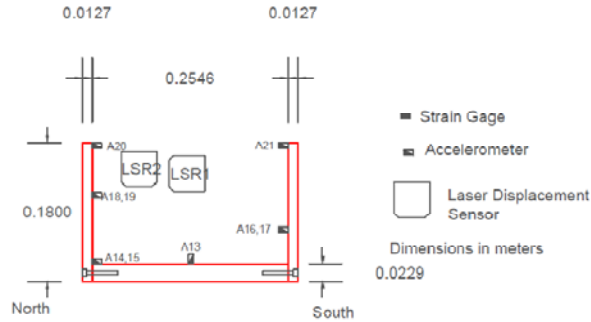 0.0127 0.0127
0.2546
Strain Gage
A20 A21
Accelerometer
LSR2 LSR1
A18,19
Laser Displacement
Sensor
0.1800
A16,17
A13
Dimensions in meters
A14,15
0.0229
North
South